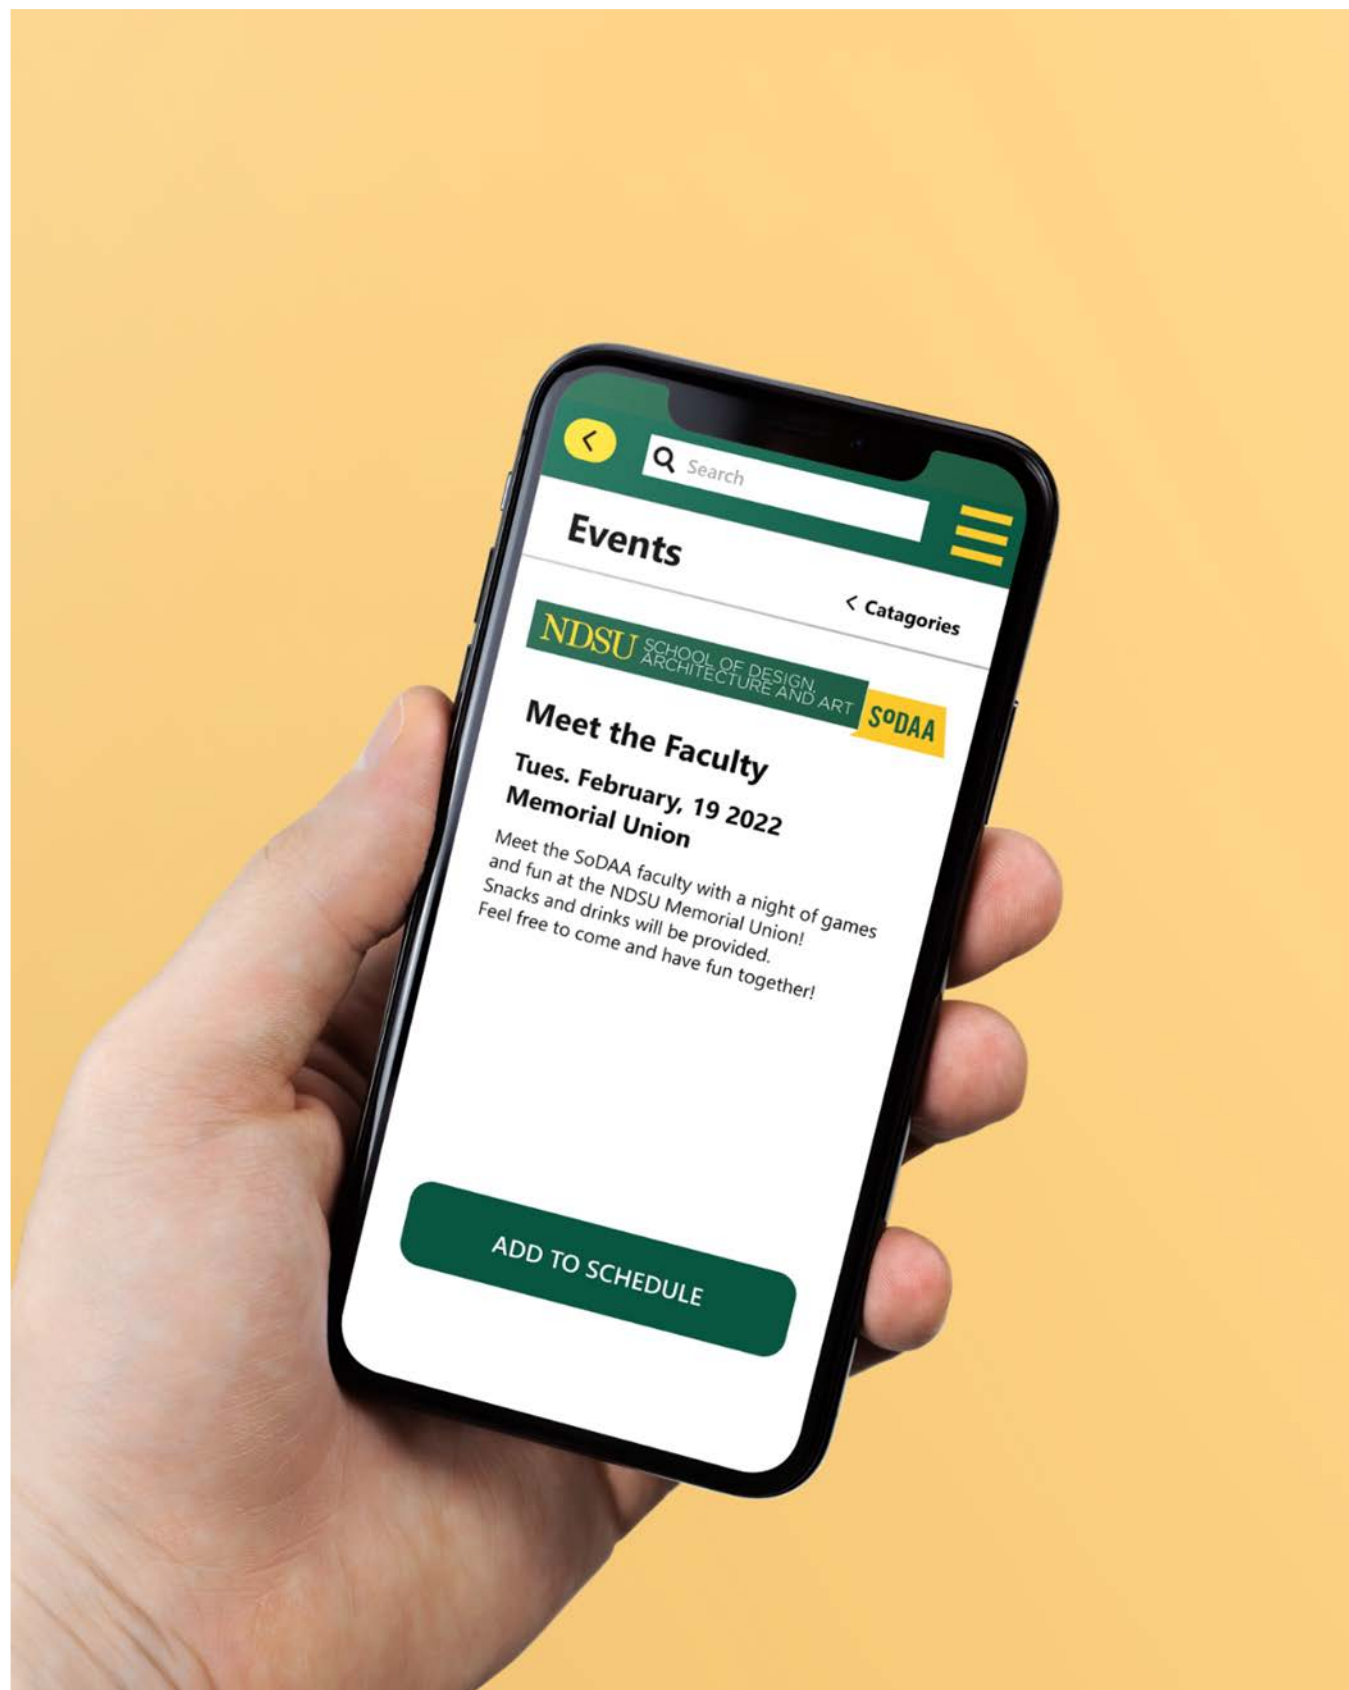 Search
Events
< Catagories
NDSU SCHOOL OF DESIGN,
ARCHITECTURE AND ART
SoDAA
Meet the Faculty
Tues. February, 19 2022
Memorial Union
Meet the SoDAA faculty with a night of games
and fun at the NDSU Memorial Union!
Snacks and drinks will be provided.
Feel free to come and have fun together!
ADD TO SCHEDULE